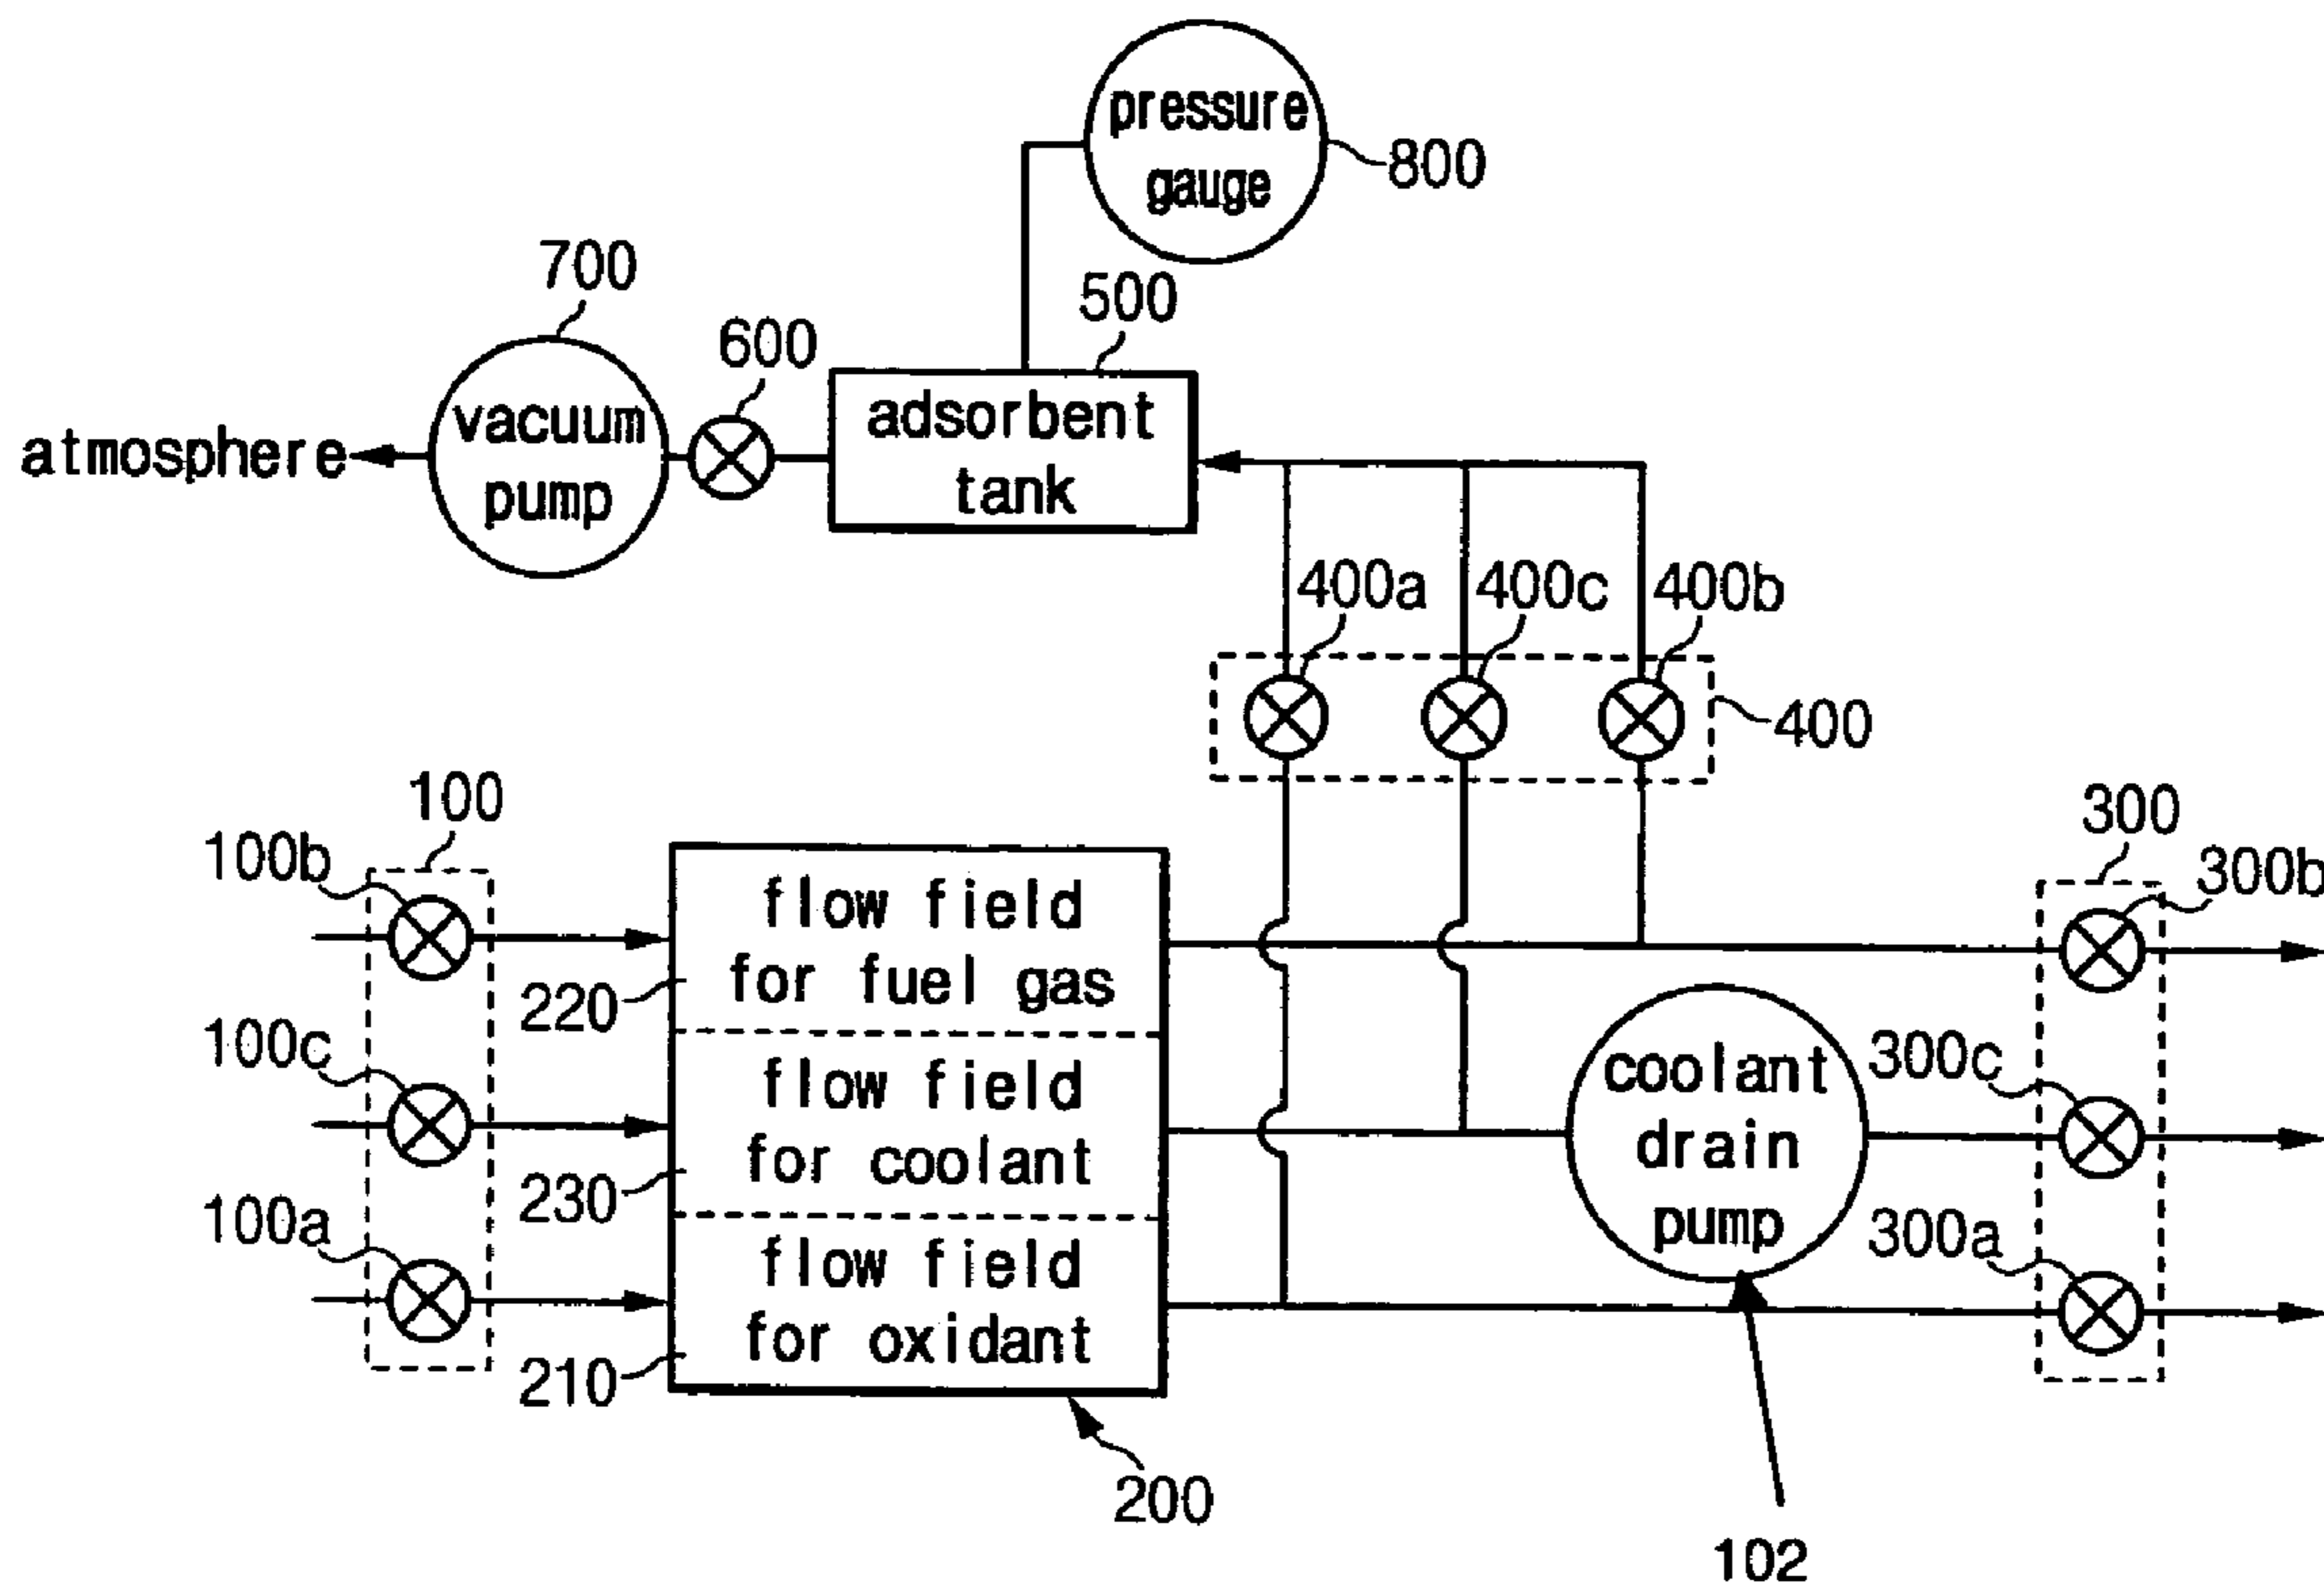 pressure
gauge
800
700
600
500
atmosphere
vacuum
pump
adsorbent
tank
400a
400c
400b
400
100
100b
100c
100a
flow field
for fuel gas
220
flow field
for coolant
230
flow field
for oxidant
210
200
coolant
drain
pump
102
300
300b
300c
300a